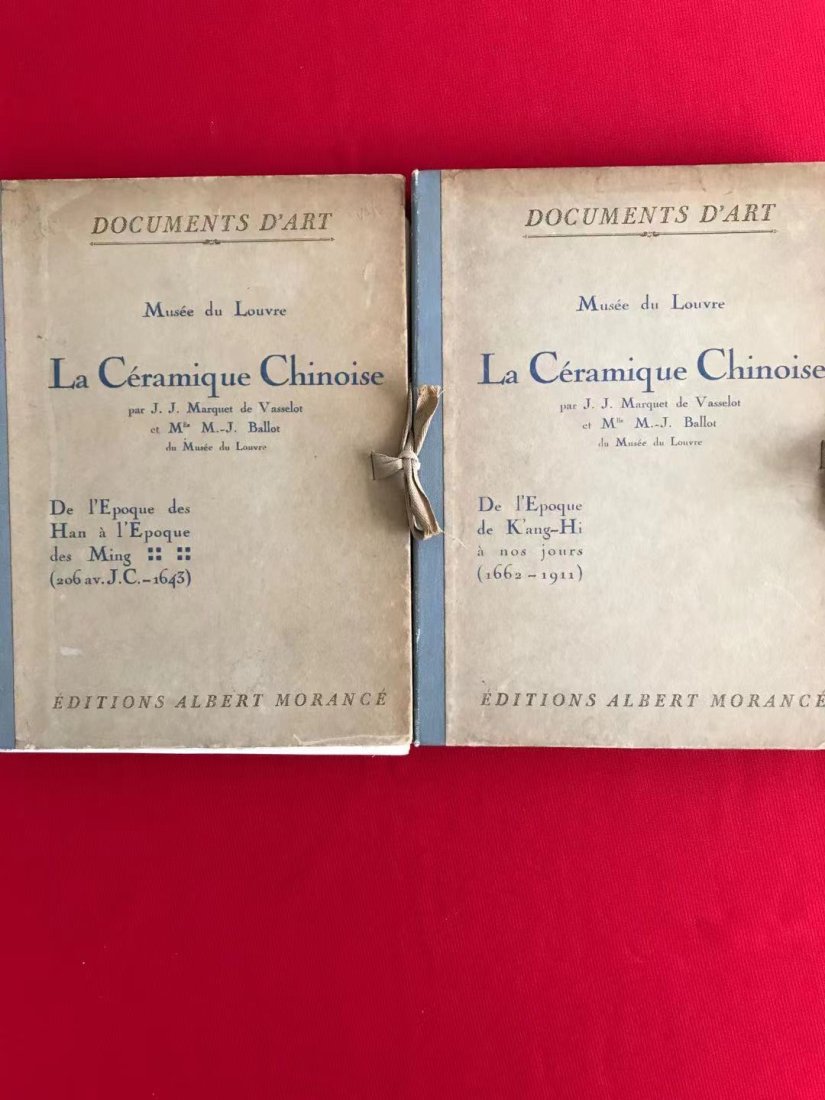 DOCUMENTS D'ART
Musée du Louvre
La Céramique Chinoise
par J. J. Marquet de Vasselot
et Mlle M.-J. Ballot
du Musée du Louvre
De l'Epoque des
Han à l'Epoque
des Ming
(206 av. J.C. - 1643)
ÉDITIONS ALBERT MORANCÉ
DOCUMENTS D'ART
Musée du Louvre
La Céramique Chinoise
par J. J. Marquet de Vasselot
et Mlle M.-J. Ballot
du Musée du Louvre
De l'Epoque
de K'ang-Hi
à nos jours
(1662 - 1911)
ÉDITIONS ALBERT MORANCÉ